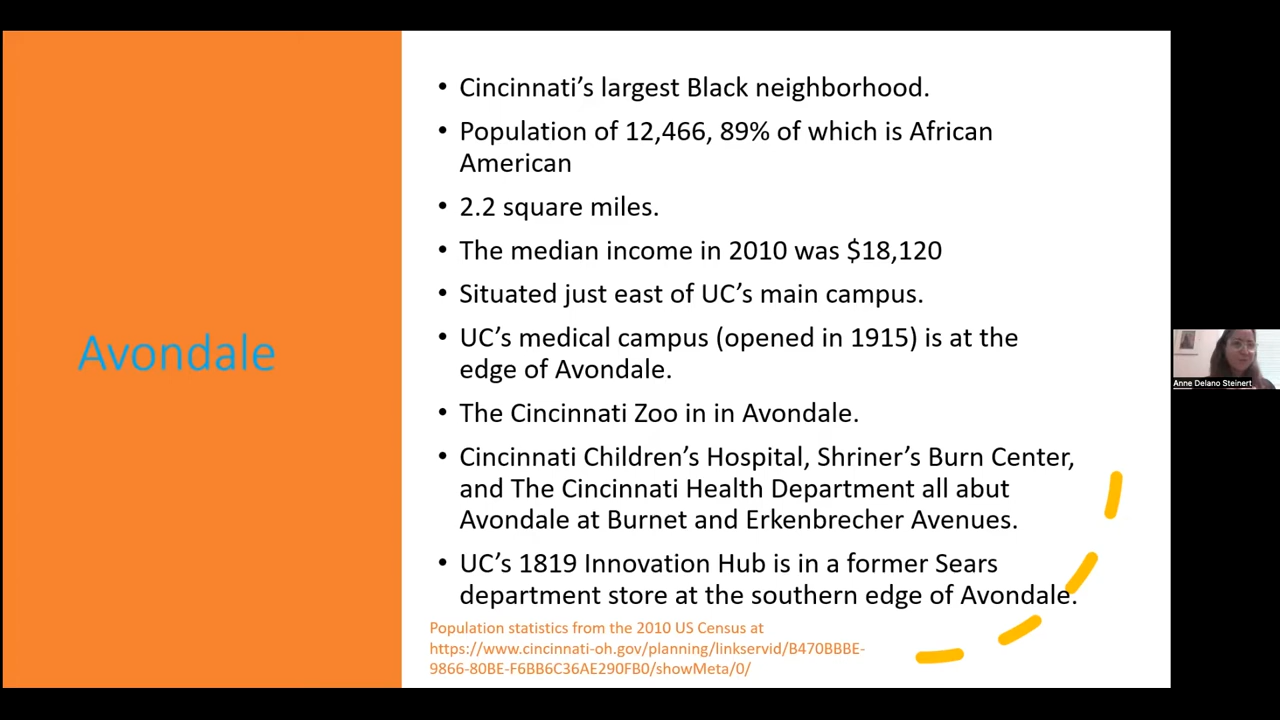 Avondale
• Cincinnati’s largest Black neighborhood.
• Population of 12,466, 89% of which is African
American
• 2.2 square miles.
• The median income in 2010 was $18,120
• Situated just east of UC’s main campus.
• UC’s medical campus (opened in 1915) is at the
edge of Avondale.
• The Cincinnati Zoo in in Avondale.
• Cincinnati Children’s Hospital, Shriner’s Burn Center,
and The Cincinnati Health Department all abut
Avondale at Burnet and Erkenbrecher Avenues.
• UC’s 1819 Innovation Hub is in a former Sears
department store at the southern edge of Avondale.
Population statistics from the 2010 US Census at
https://www.cincinnati-oh.gov/planning/linkservid/B470BBBE-
9866-80BE-F6BB6C36AE290FB0/showMeta/0/
Anne Delano Steinert